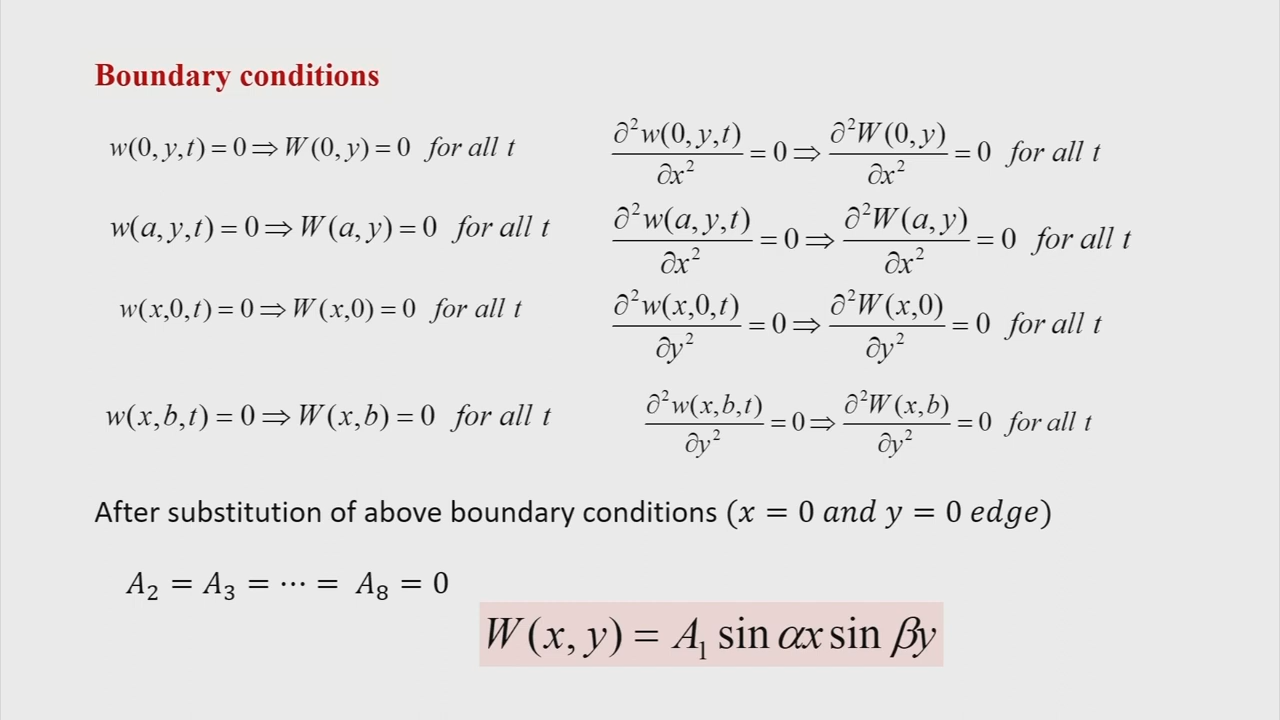 Boundary conditions
w(0, y,t) = 0 ⇒ W(0, y) = 0 for all t
∂²w(0, y,t)/∂x² = 0 ⇒ ∂²W(0, y)/∂x² = 0 for all t
w(a, y,t) = 0 ⇒ W(a, y) = 0 for all t
∂²w(a, y,t)/∂x² = 0 ⇒ ∂²W(a, y)/∂x² = 0 for all t
w(x,0,t) = 0 ⇒ W(x,0) = 0 for all t
∂²w(x,0,t)/∂y² = 0 ⇒ ∂²W(x,0)/∂y² = 0 for all t
w(x,b,t) = 0 ⇒ W(x,b) = 0 for all t
∂²w(x,b,t)/∂y² = 0 ⇒ ∂²W(x,b)/∂y² = 0 for all t
After substitution of above boundary conditions (x = 0 and y = 0 edge)
A₂ = A₃ = ⋯ = A₈ = 0
W(x, y) = A₁ sin αx sin βy